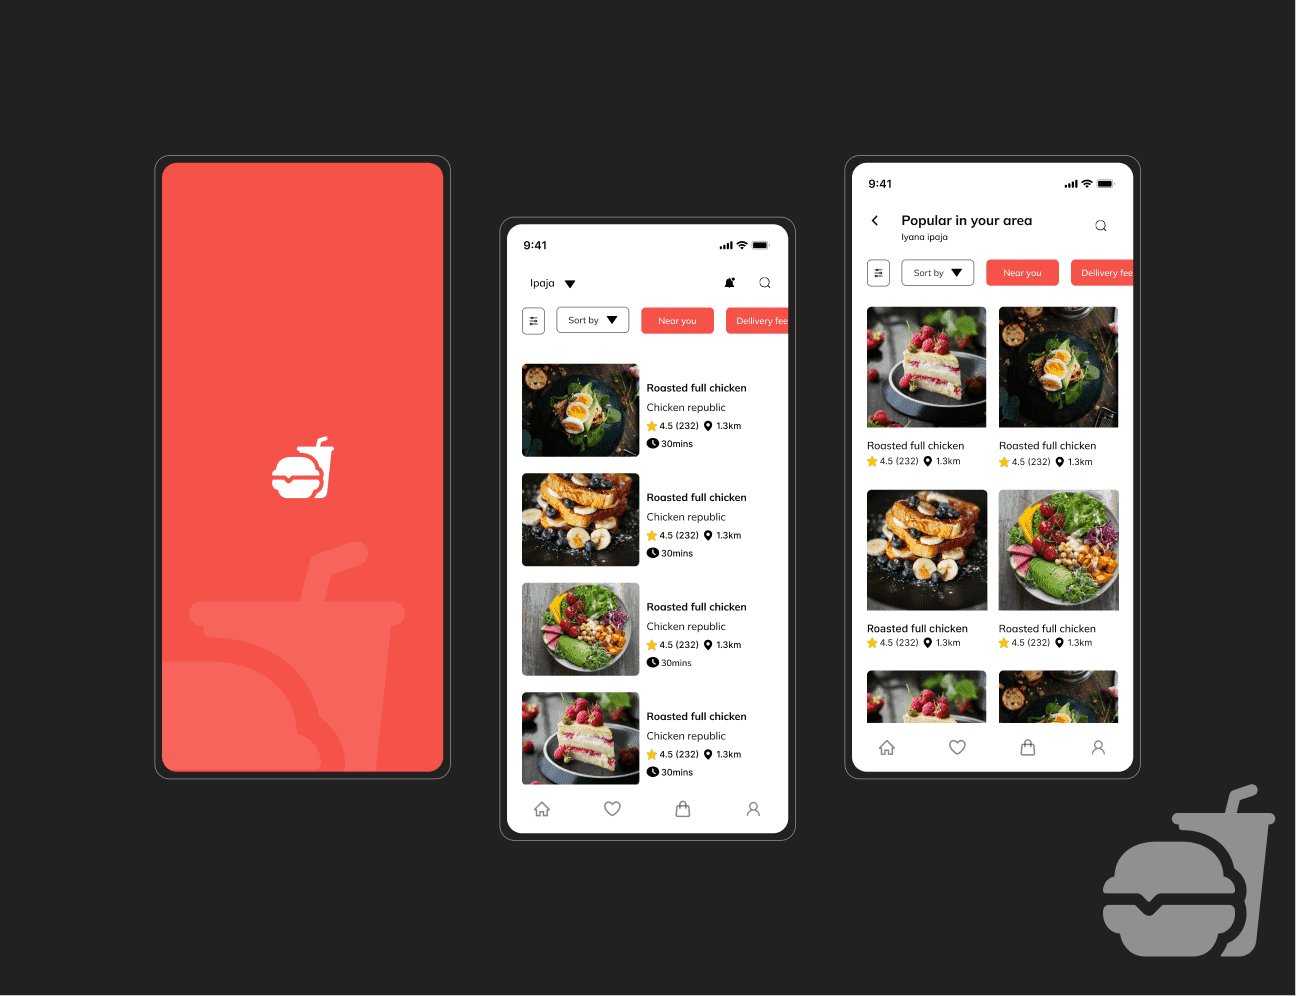 9:41
Ipaja
Sort by
Near you
Dellivery fee
Roasted full chicken
Chicken republic
4.5 (232) 1.3km
30mins
Roasted full chicken
Chicken republic
4.5 (232) 1.3km
30mins
Roasted full chicken
Chicken republic
4.5 (232) 1.3km
30mins
Roasted full chicken
Chicken republic
4.5 (232) 1.3km
30mins
9:41
Popular in your area
Iyana ipaja
Sort by
Near you
Dellivery fee
Roasted full chicken
4.5 (232) 1.3km
Roasted full chicken
4.5 (232) 1.3km
Roasted full chicken
4.5 (232) 1.3km
Roasted full chicken
4.5 (232) 1.3km